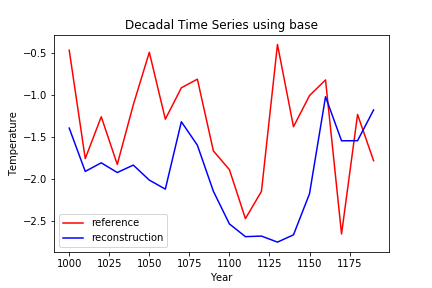 Decadal Time Series using base
Temperature
−0.5
−1.0
−1.5
−2.0
−2.5
reference
reconstruction
1000 1025 1050 1075 1100 1125 1150 1175
Year